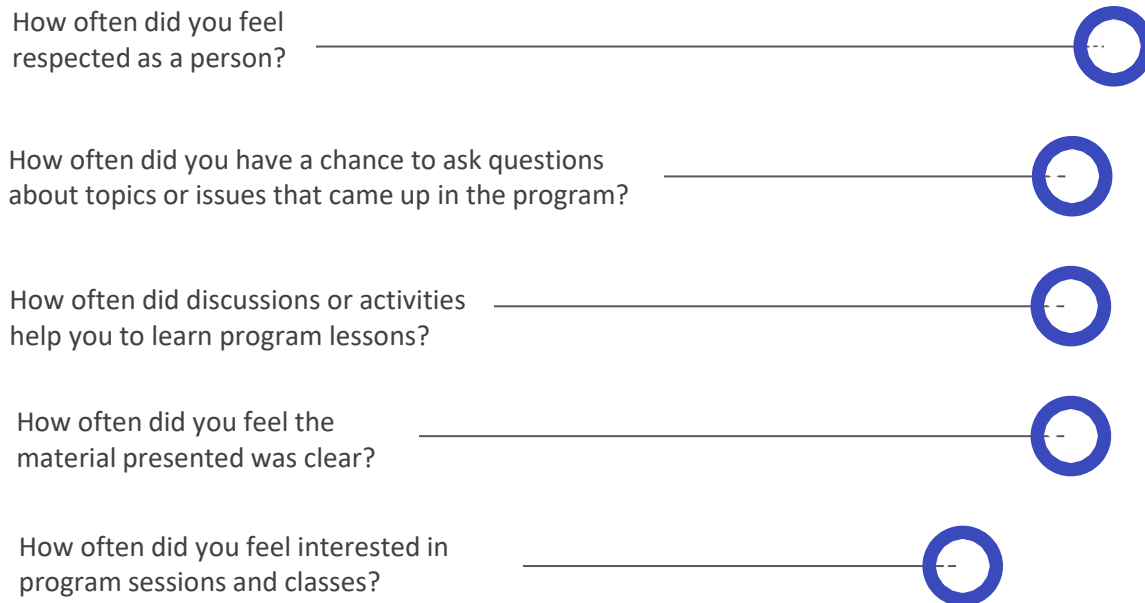 How often did you feel
respected as a person?
How often did you have a chance to ask questions
about topics or issues that came up in the program?
How often did discussions or activities
help you to learn program lessons?
How often did you feel the
material presented was clear?
How often did you feel interested in
program sessions and classes?